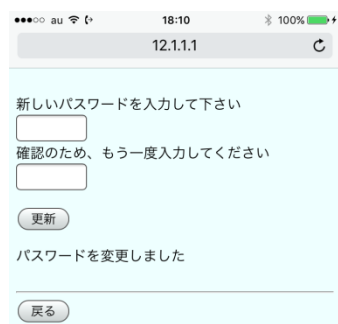 au 18:10 100%
12.1.1.1
新しいパスワードを入力して下さい
確認のため、もう一度入力してください
更新
パスワードを変更しました
戻る